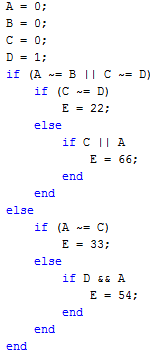 A = 0;
B = 0;
C = 0;
D = 1;
if (A ~= B || C ~= D)
    if (C ~= D)
        E = 22;
    else
        if C || A
            E = 66;
        end
    end
else
    if (A ~= C)
        E = 33;
    else
        if D && A
            E = 54;
        end
    end
end